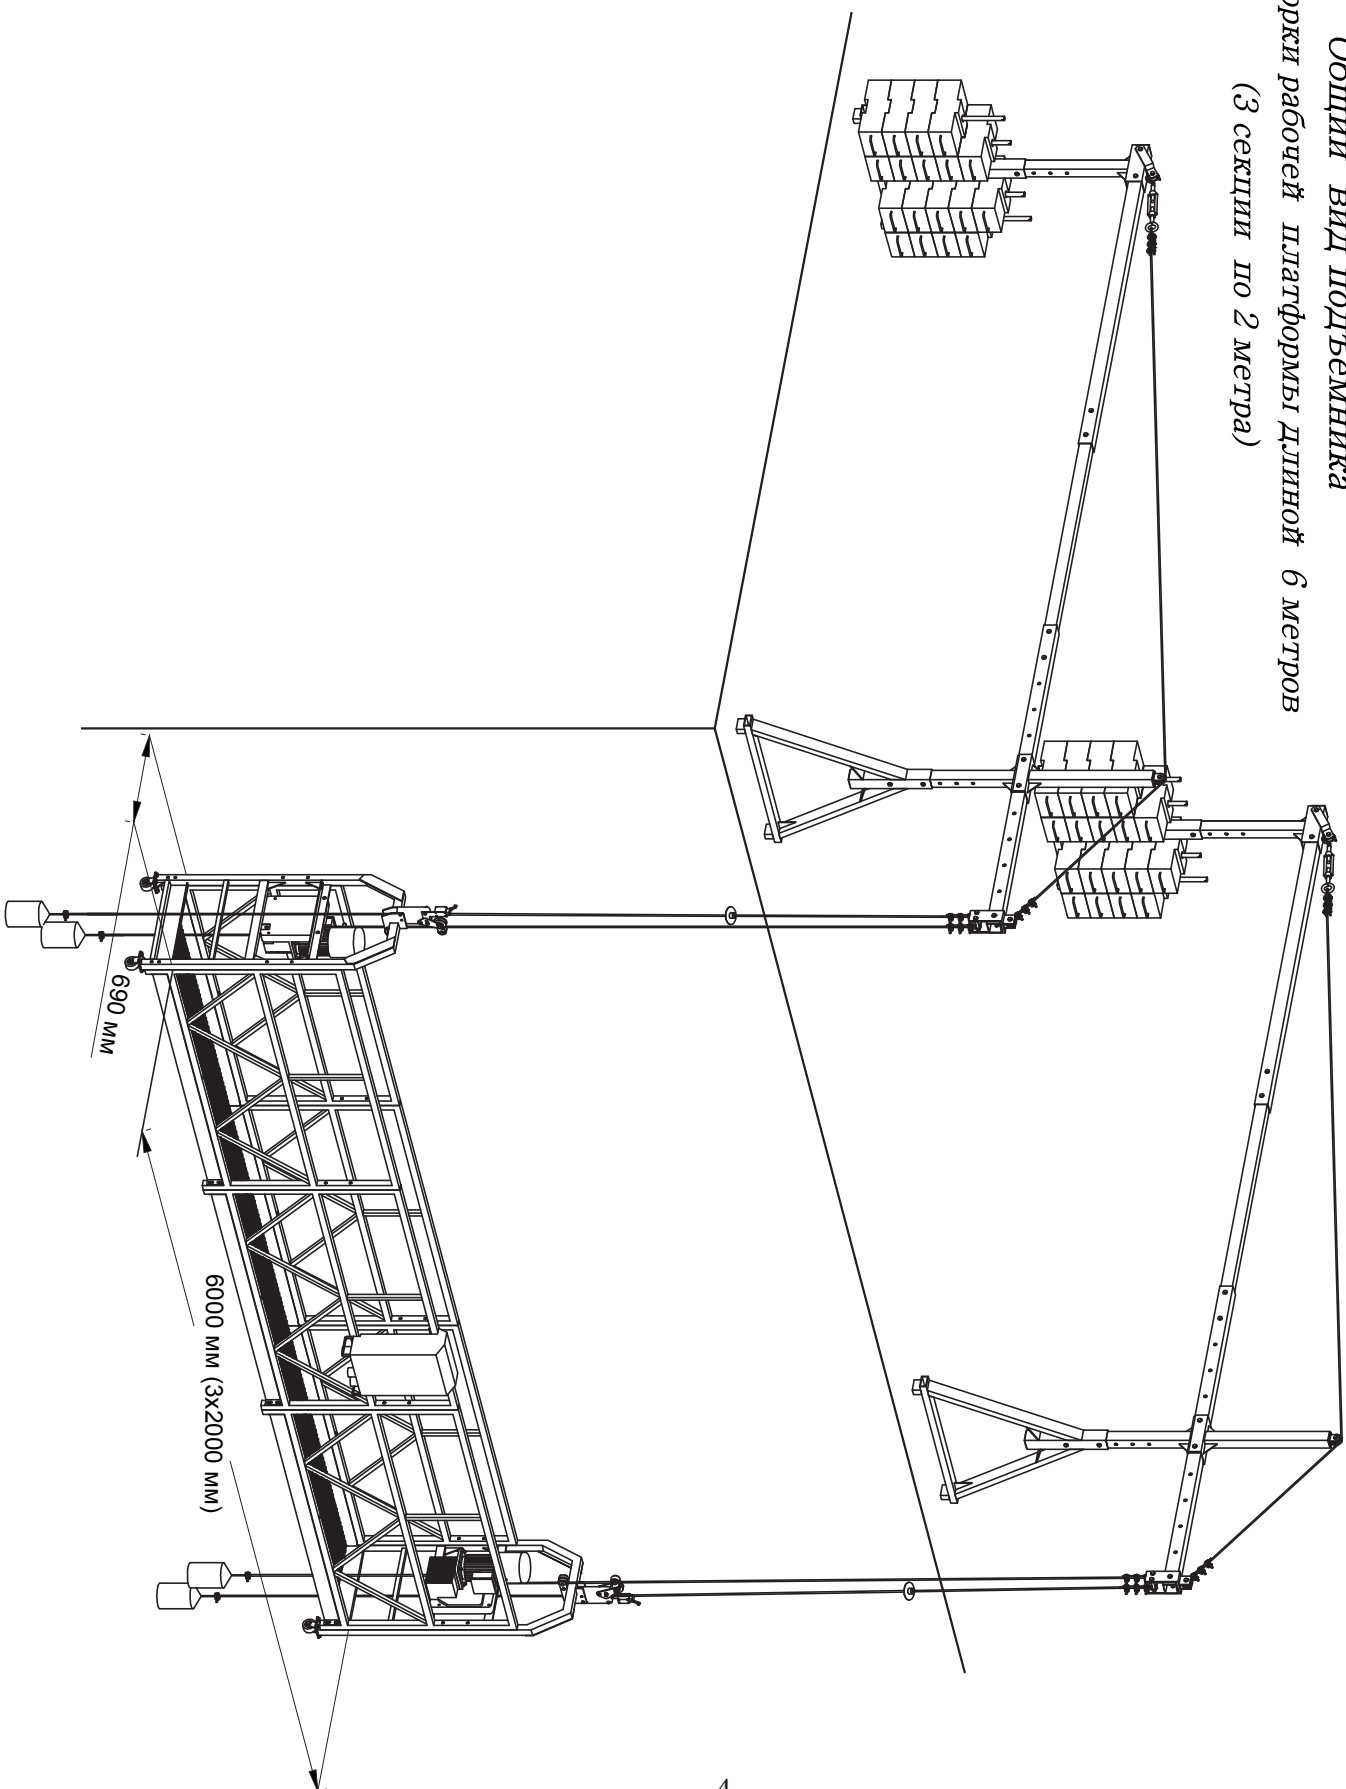 Общий вид подъемника
рабочей платформы длиной 6 метров
(3 секции по 2 метра)
690 мм
6000 мм (3x2000 мм)
4